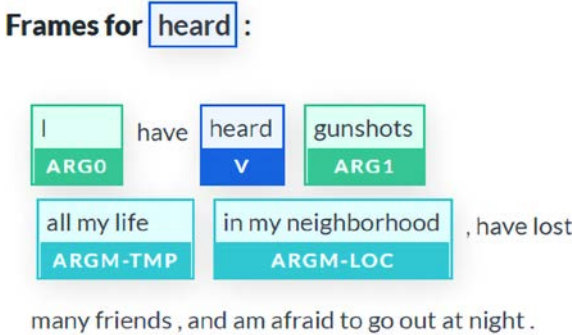 Frames for heard :
I have heard gunshots
ARG0 V ARG1
all my life in my neighborhood , have lost
ARGM-TMP ARGM-LOC
many friends , and am afraid to go out at night .